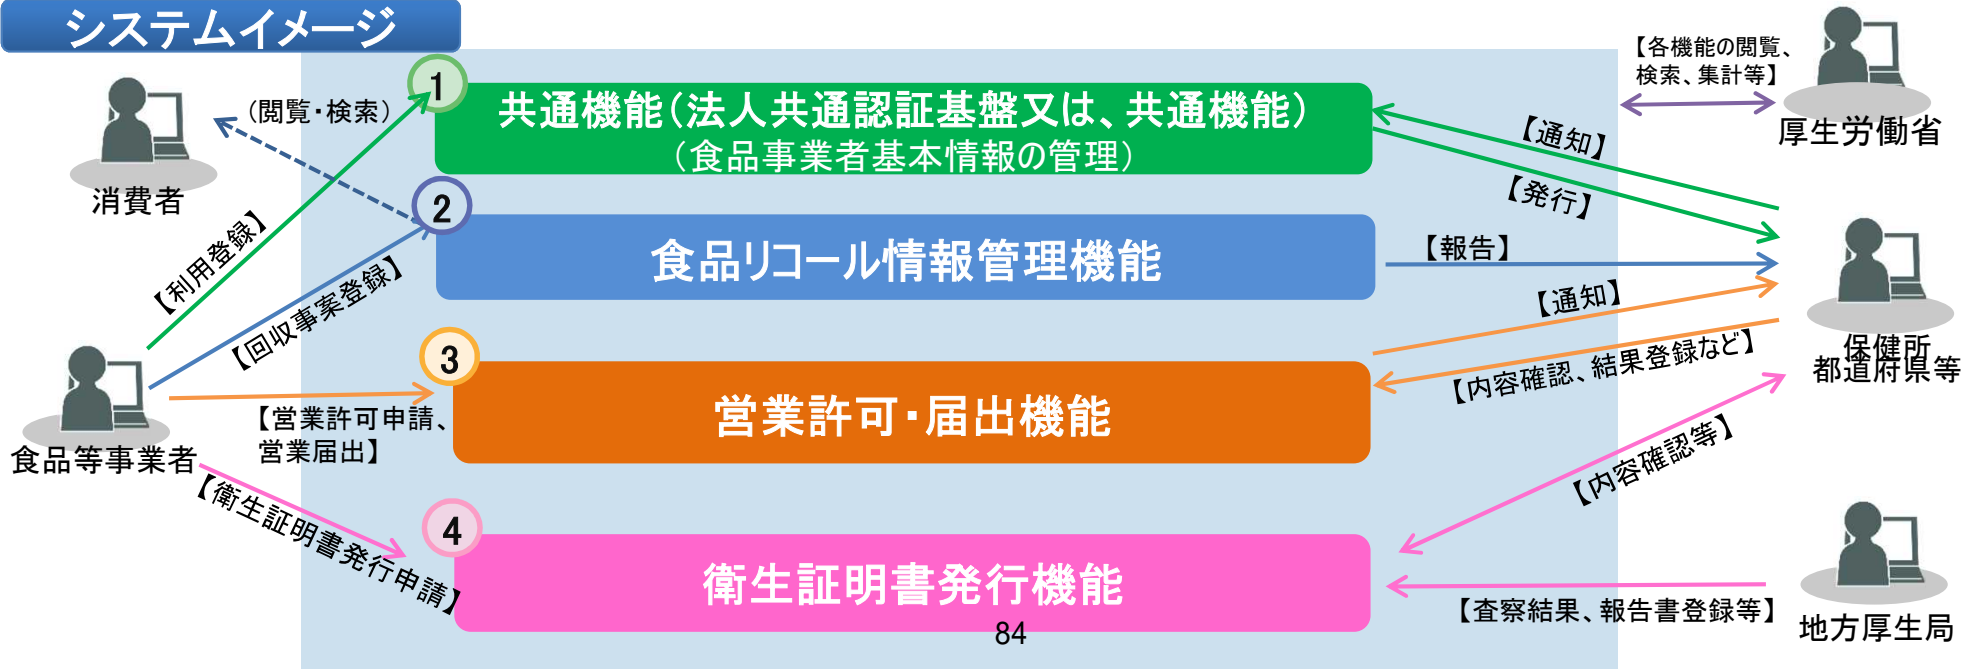 システムイメージ
【各機能の閲覧、
検索、集計等】
厚生労働省
消費者
(閲覧・検索)
1
共通機能(法人共通認証基盤又は、共通機能)
(食品事業者基本情報の管理)
【通知】
【発行】
【利用登録】
2
食品リコール情報管理機能
【報告】
【回収事案登録】
【通知】
保健所
都道府県等
【内容確認、結果登録など】
3
営業許可・届出機能
【営業許可申請、
営業届出】
食品等事業者
【内容確認等】
【衛生証明書発行申請】
4
衛生証明書発行機能
【査察結果、報告書登録等】
地方厚生局
84